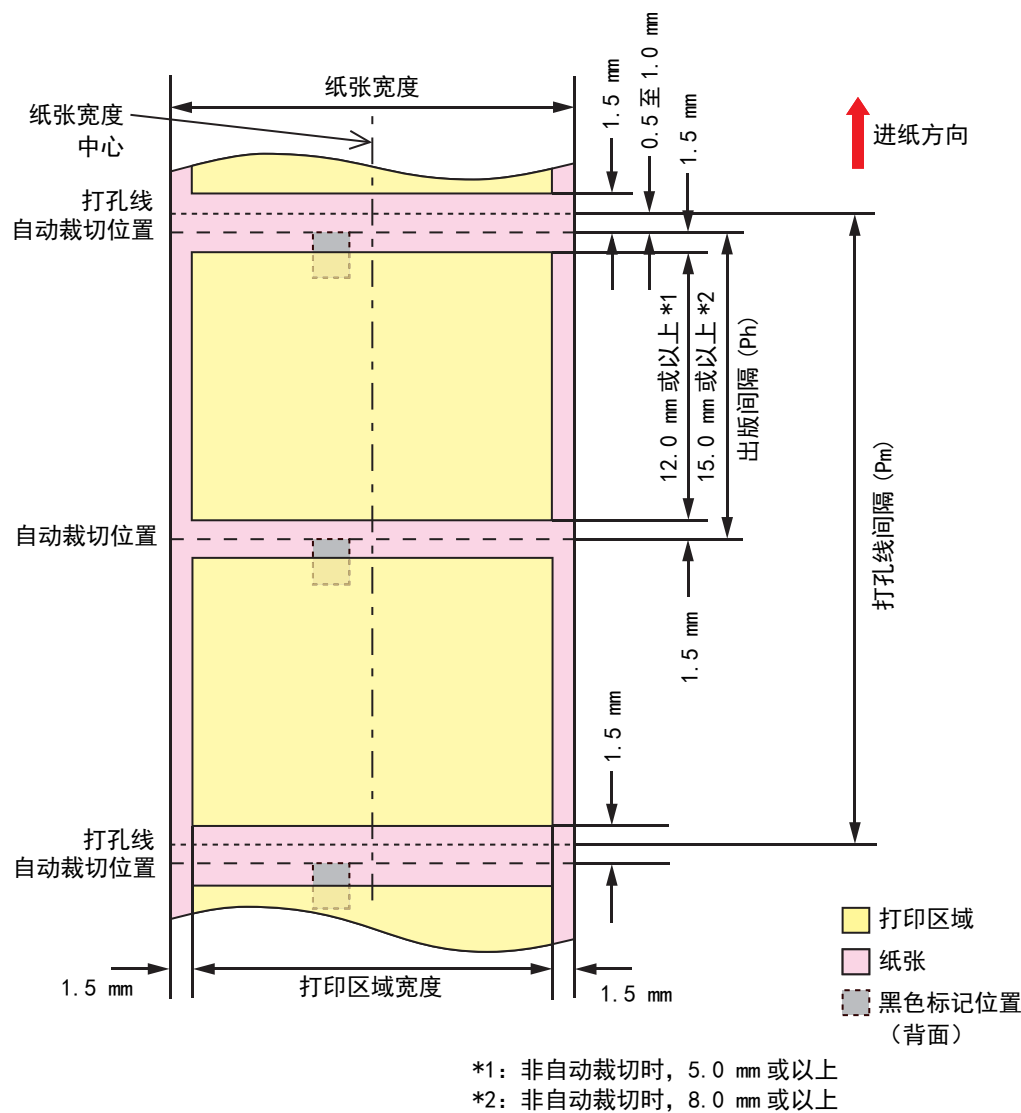 纸张宽度
纸张宽度
中心
1.5 mm
0.5 至 1.0 mm
1.5 mm
进纸方向
打孔线
自动裁切位置
12.0 mm 或以上 *1
15.0 mm 或以上 *2
出版间隔 (Ph)
打孔线间隔 (Pm)
自动裁切位置
1.5 mm
1.5 mm
打孔线
自动裁切位置
打印区域
纸张
黑色标记位置
（背面）
1.5 mm
打印区域宽度
1.5 mm
*1: 非自动裁切时, 5.0 mm 或以上
*2: 非自动裁切时, 8.0 mm 或以上